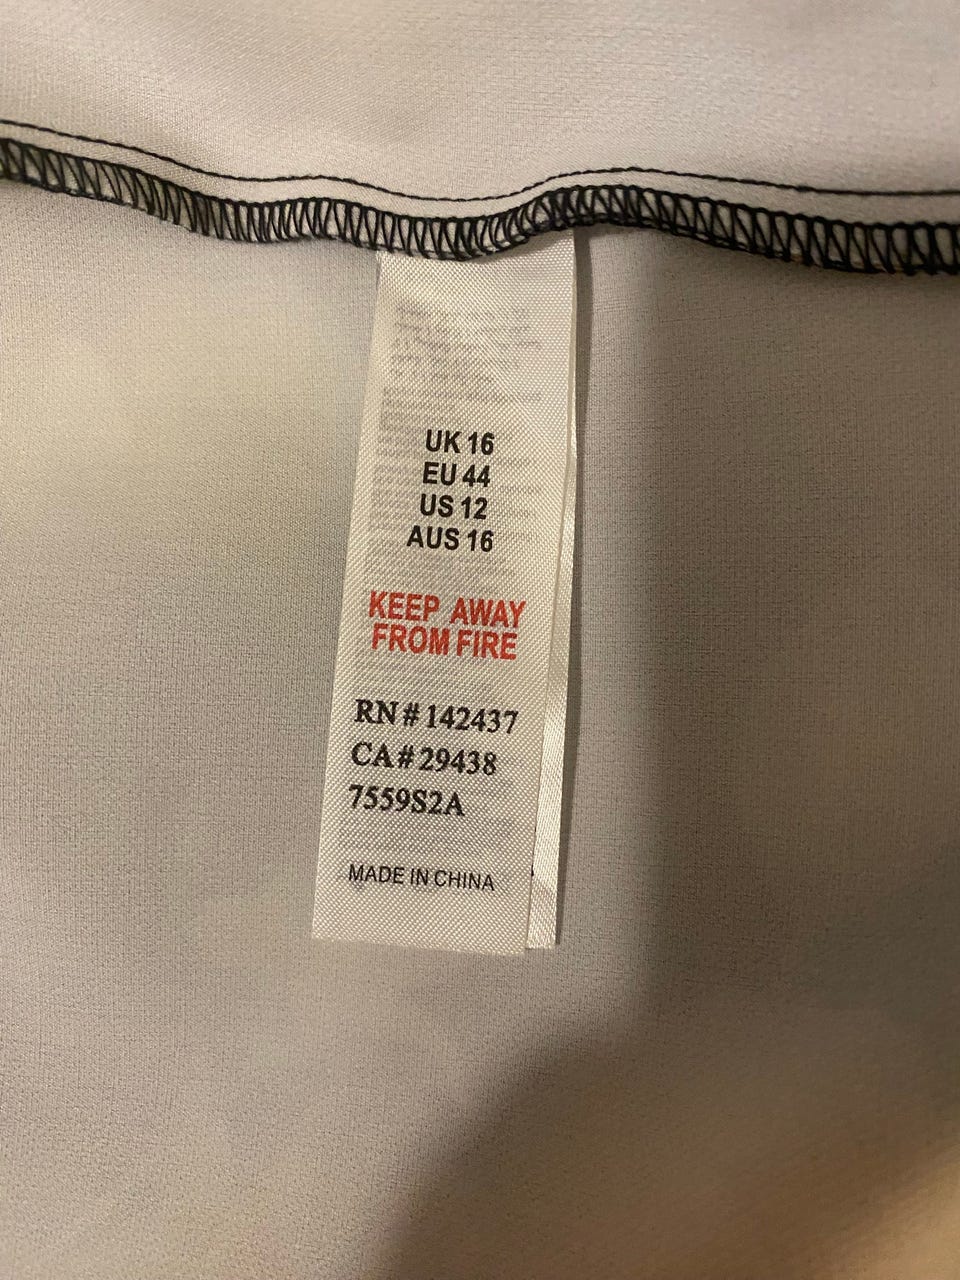 UK 16
EU 44
US 12
AUS 16
KEEP AWAY
FROM FIRE
RN#142437
CA#29438
7559S2A
MADE IN CHINA